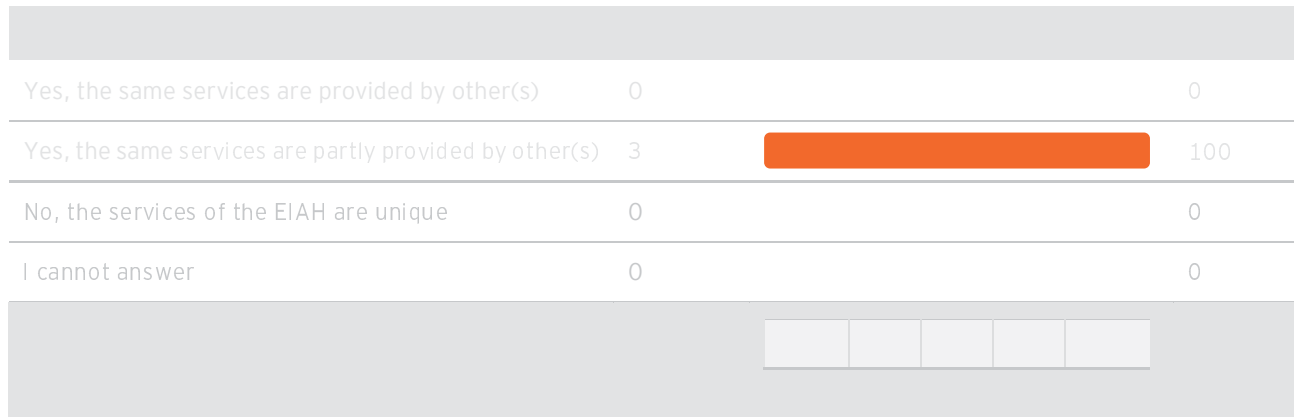 Yes, the same services are provided by other(s) 0 0
Yes, the same services are partly provided by other(s) 3 100
No, the services of the EIAH are unique 0 0
I cannot answer 0 0